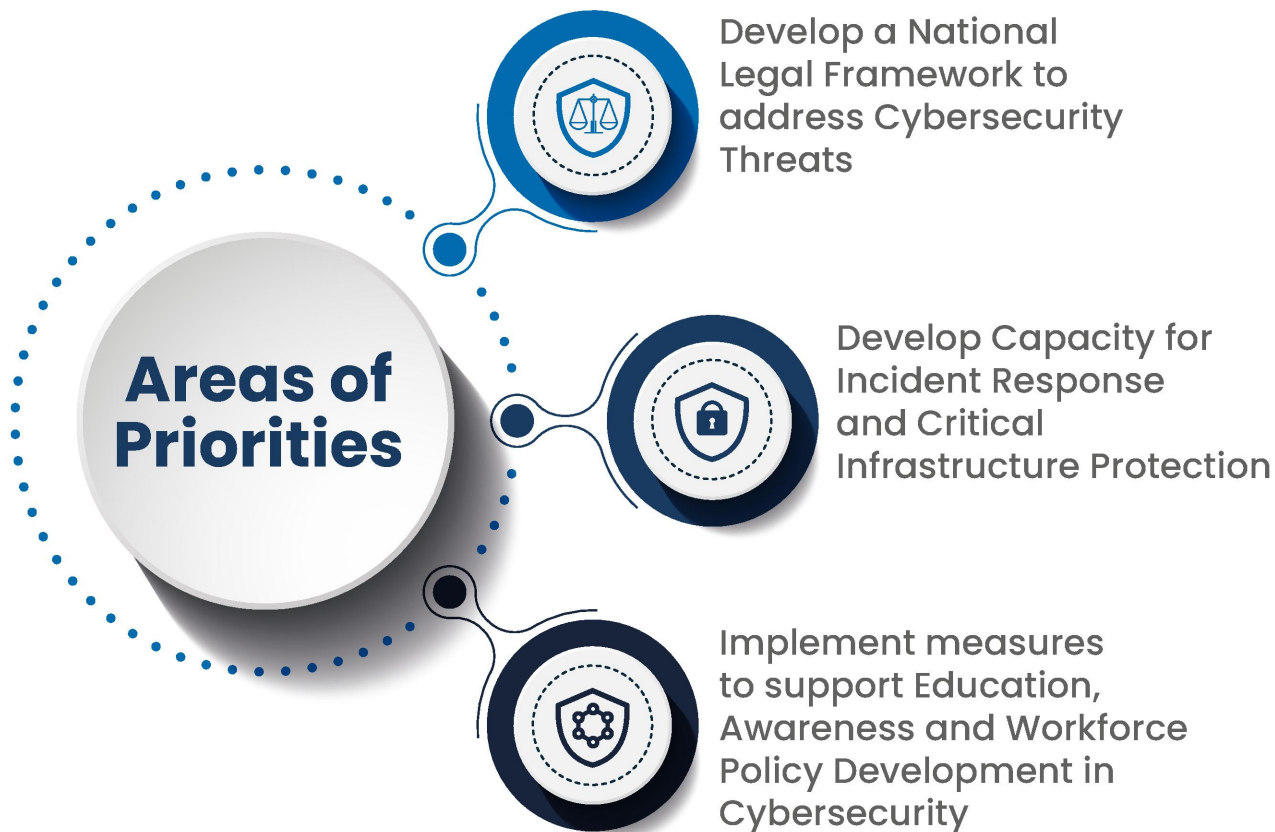 Develop a National
Legal Framework to
address Cybersecurity
Threats
Areas of
Priorities
Develop Capacity for
Incident Response
and Critical
Infrastructure Protection
Implement measures
to support Education,
Awareness and Workforce
Policy Development in
Cybersecurity